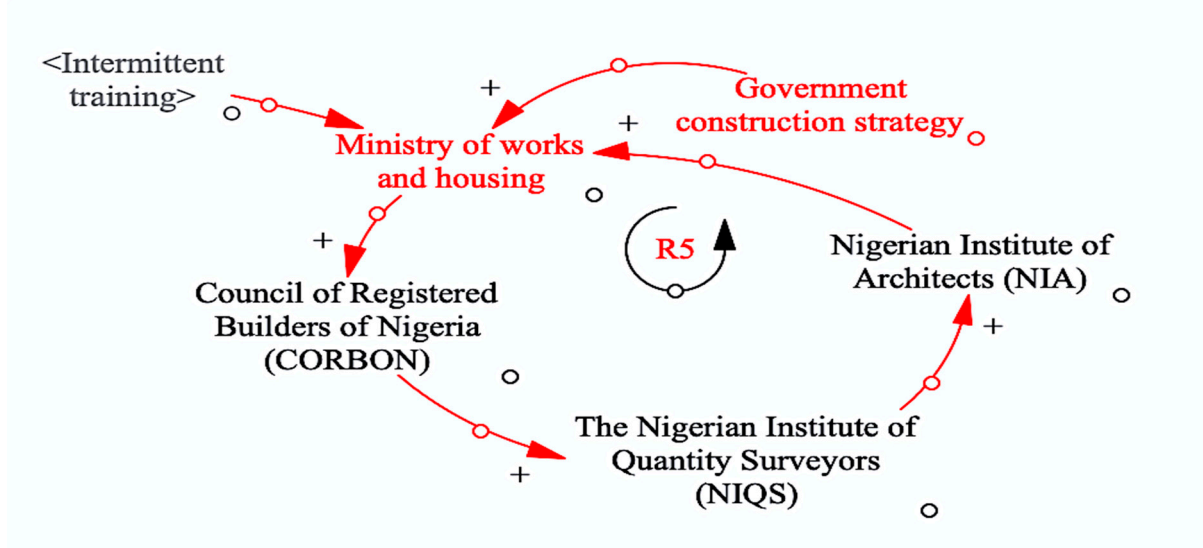 <Intermittent
training>
+
Government
construction strategy
+
Ministry of works
and housing
R5
+
Nigerian Institute of
Architects (NIA)
Council of Registered
Builders of Nigeria
(CORBON)
+
The Nigerian Institute of
Quantity Surveyors
(NIQS)
+